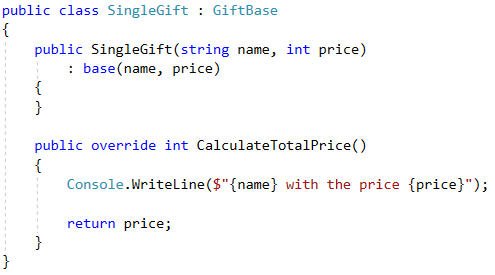 public class SingleGift : GiftBase
{
    public SingleGift(string name, int price)
        : base(name, price)
    {
    }

    public override int CalculateTotalPrice()
    {
        Console.WriteLine($"{name} with the price {price}");

        return price;
    }
}